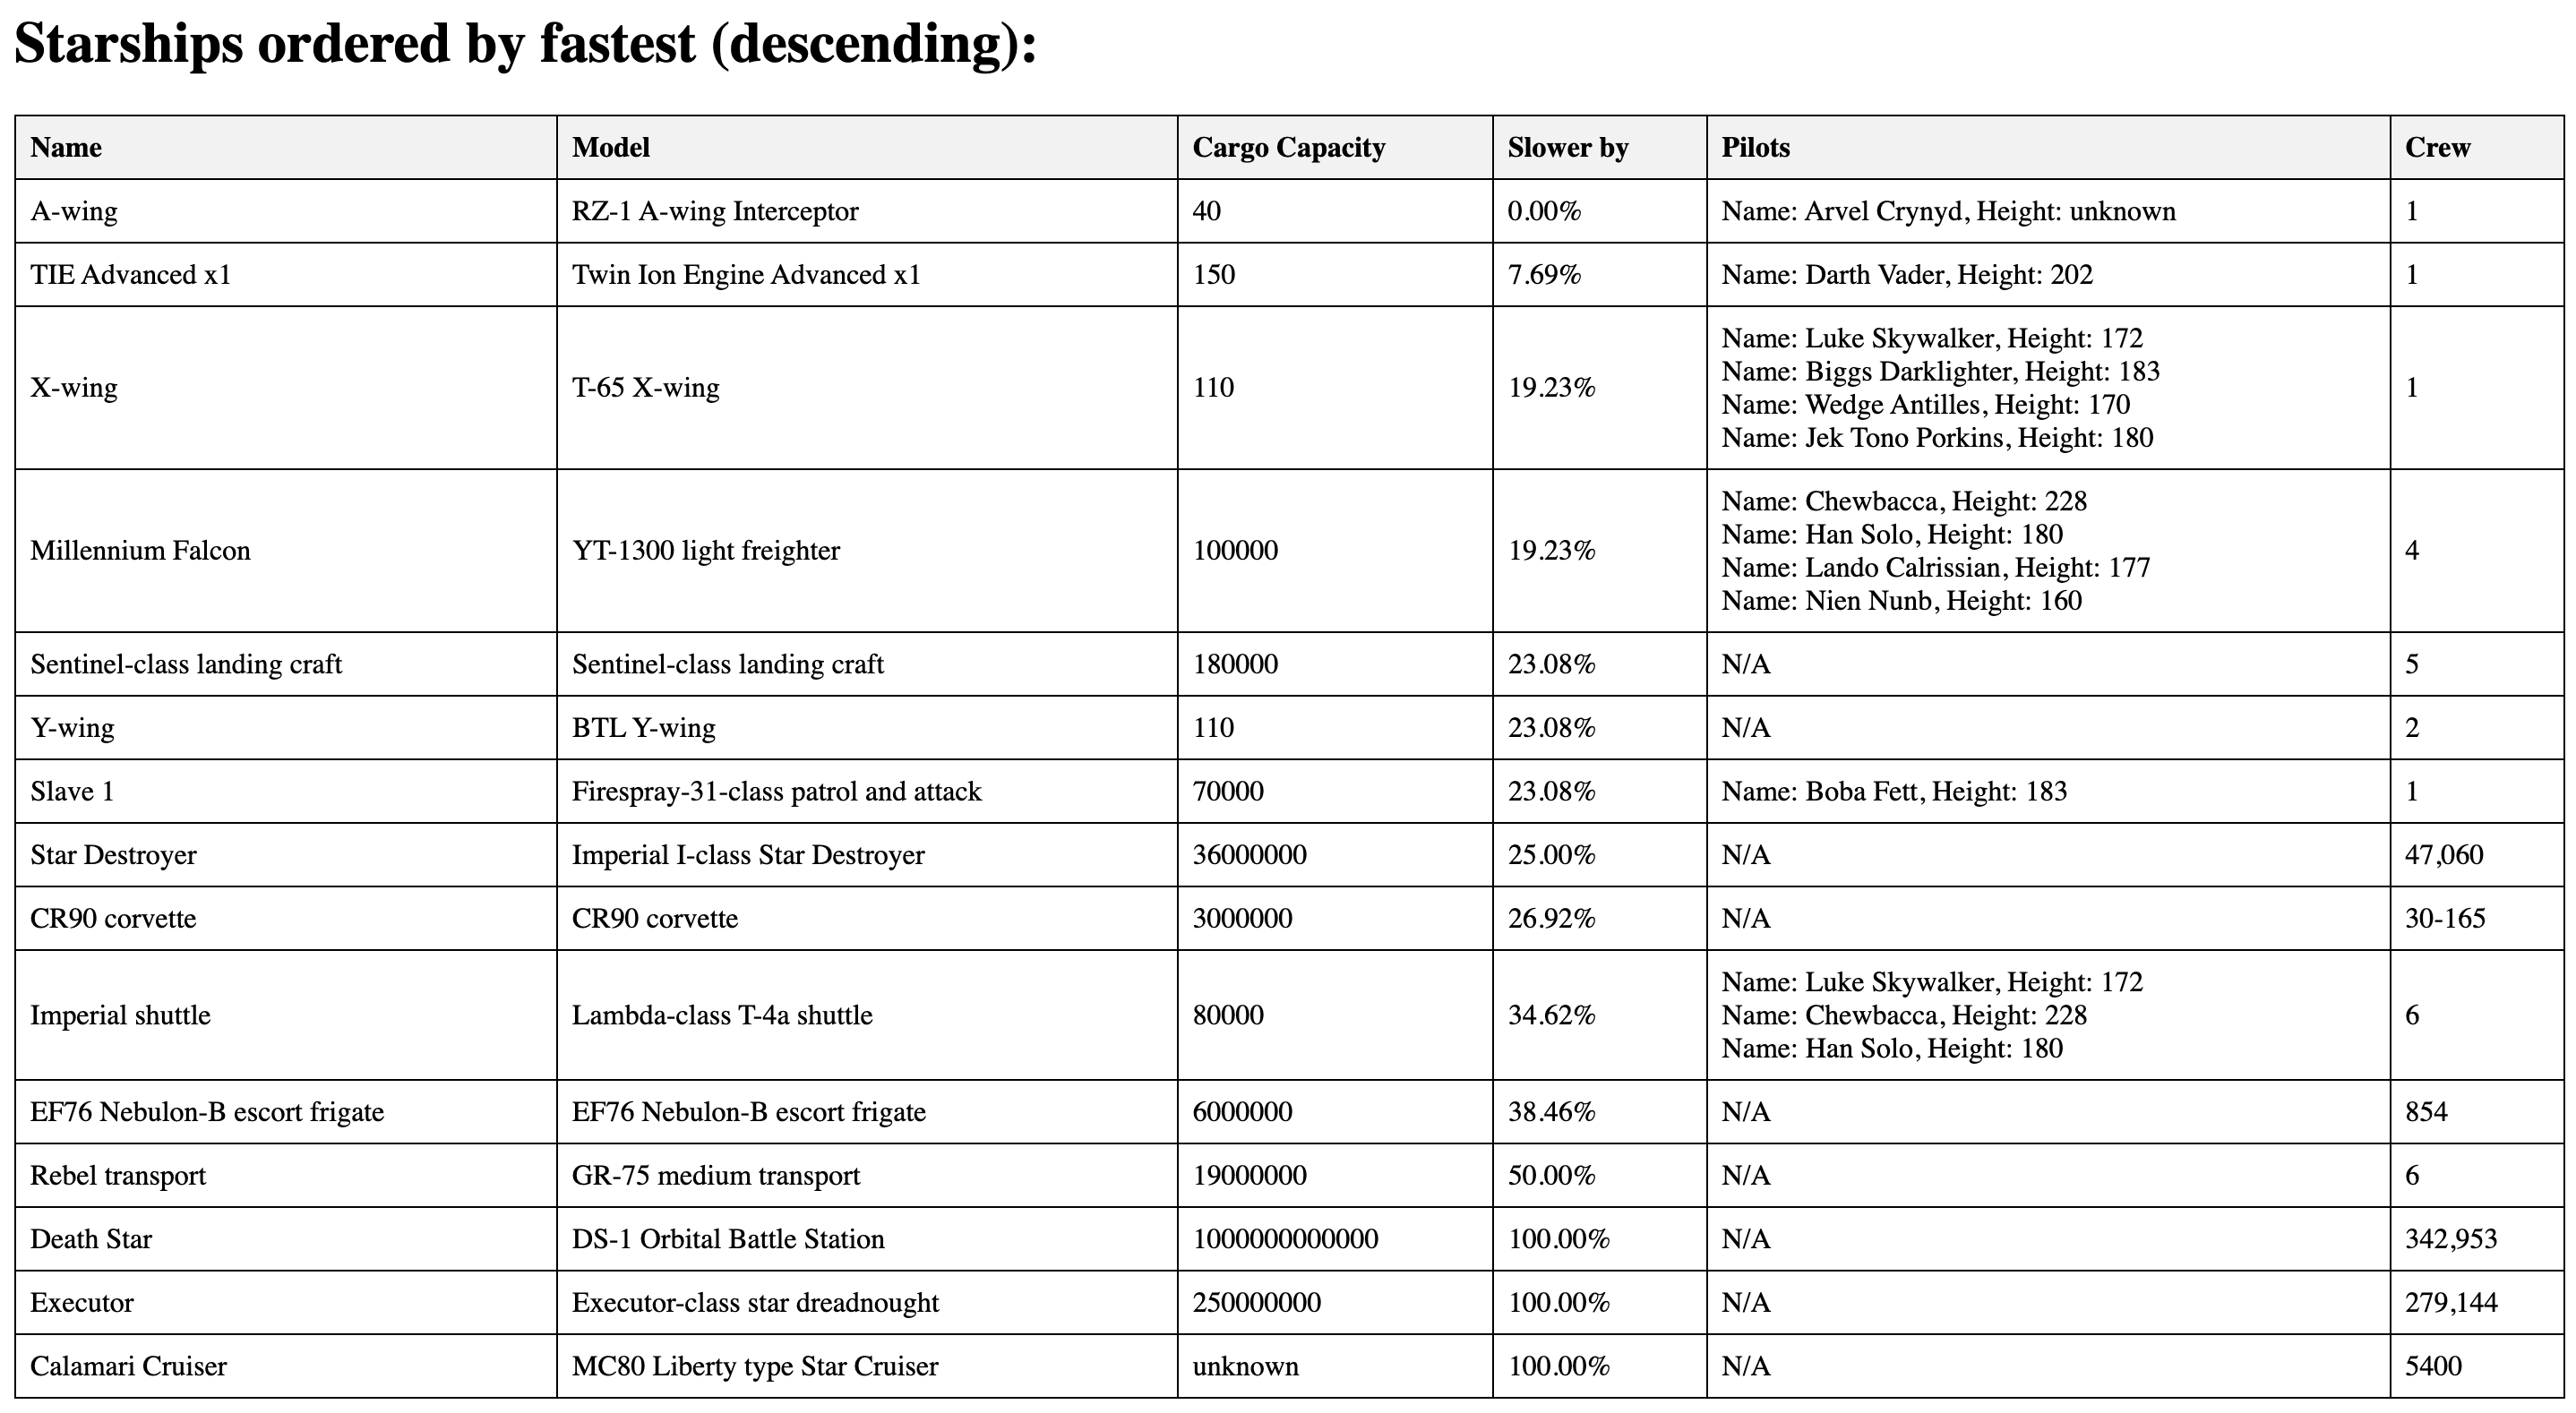 Starships ordered by fastest (descending):
Name Model Cargo Capacity Slower by Pilots Crew
A-wing RZ-1 A-wing Interceptor 40 0.00% Name: Arvel Crynyd, Height: unknown 1
TIE Advanced x1 Twin Ion Engine Advanced x1 150 7.69% Name: Darth Vader, Height: 202 1
X-wing T-65 X-wing 110 19.23% Name: Luke Skywalker, Height: 172
Name: Biggs Darklighter, Height: 183
Name: Wedge Antilles, Height: 170
Name: Jek Tono Porkins, Height: 180 1
Millennium Falcon YT-1300 light freighter 100000 19.23% Name: Chewbacca, Height: 228
Name: Han Solo, Height: 180
Name: Lando Calrissian, Height: 177
Name: Nien Nunb, Height: 160 4
Sentinel-class landing craft Sentinel-class landing craft 180000 23.08% N/A 5
Y-wing BTL Y-wing 110 23.08% N/A 2
Slave 1 Firespray-31-class patrol and attack 70000 23.08% Name: Boba Fett, Height: 183 1
Star Destroyer Imperial I-class Star Destroyer 36000000 25.00% N/A 47,060
CR90 corvette CR90 corvette 3000000 26.92% N/A 30-165
Imperial shuttle Lambda-class T-4a shuttle 80000 34.62% Name: Luke Skywalker, Height: 172
Name: Chewbacca, Height: 228
Name: Han Solo, Height: 180 6
EF76 Nebulon-B escort frigate EF76 Nebulon-B escort frigate 6000000 38.46% N/A 854
Rebel transport GR-75 medium transport 19000000 50.00% N/A 6
Death Star DS-1 Orbital Battle Station 1000000000000 100.00% N/A 342,953
Executor Executor-class star dreadnought 250000000 100.00% N/A 279,144
Calamari Cruiser MC80 Liberty type Star Cruiser unknown 100.00% N/A 5400